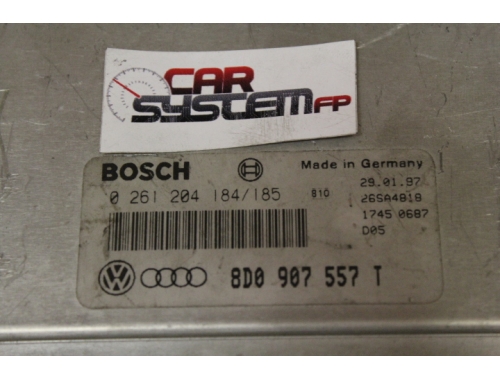 CAR
SYSTEM FP
BOSCH
Made in Germany
0 261 204 184/185
B10
29.01.97
26SA4818
1745 0687
D05
8D0 907 557 T